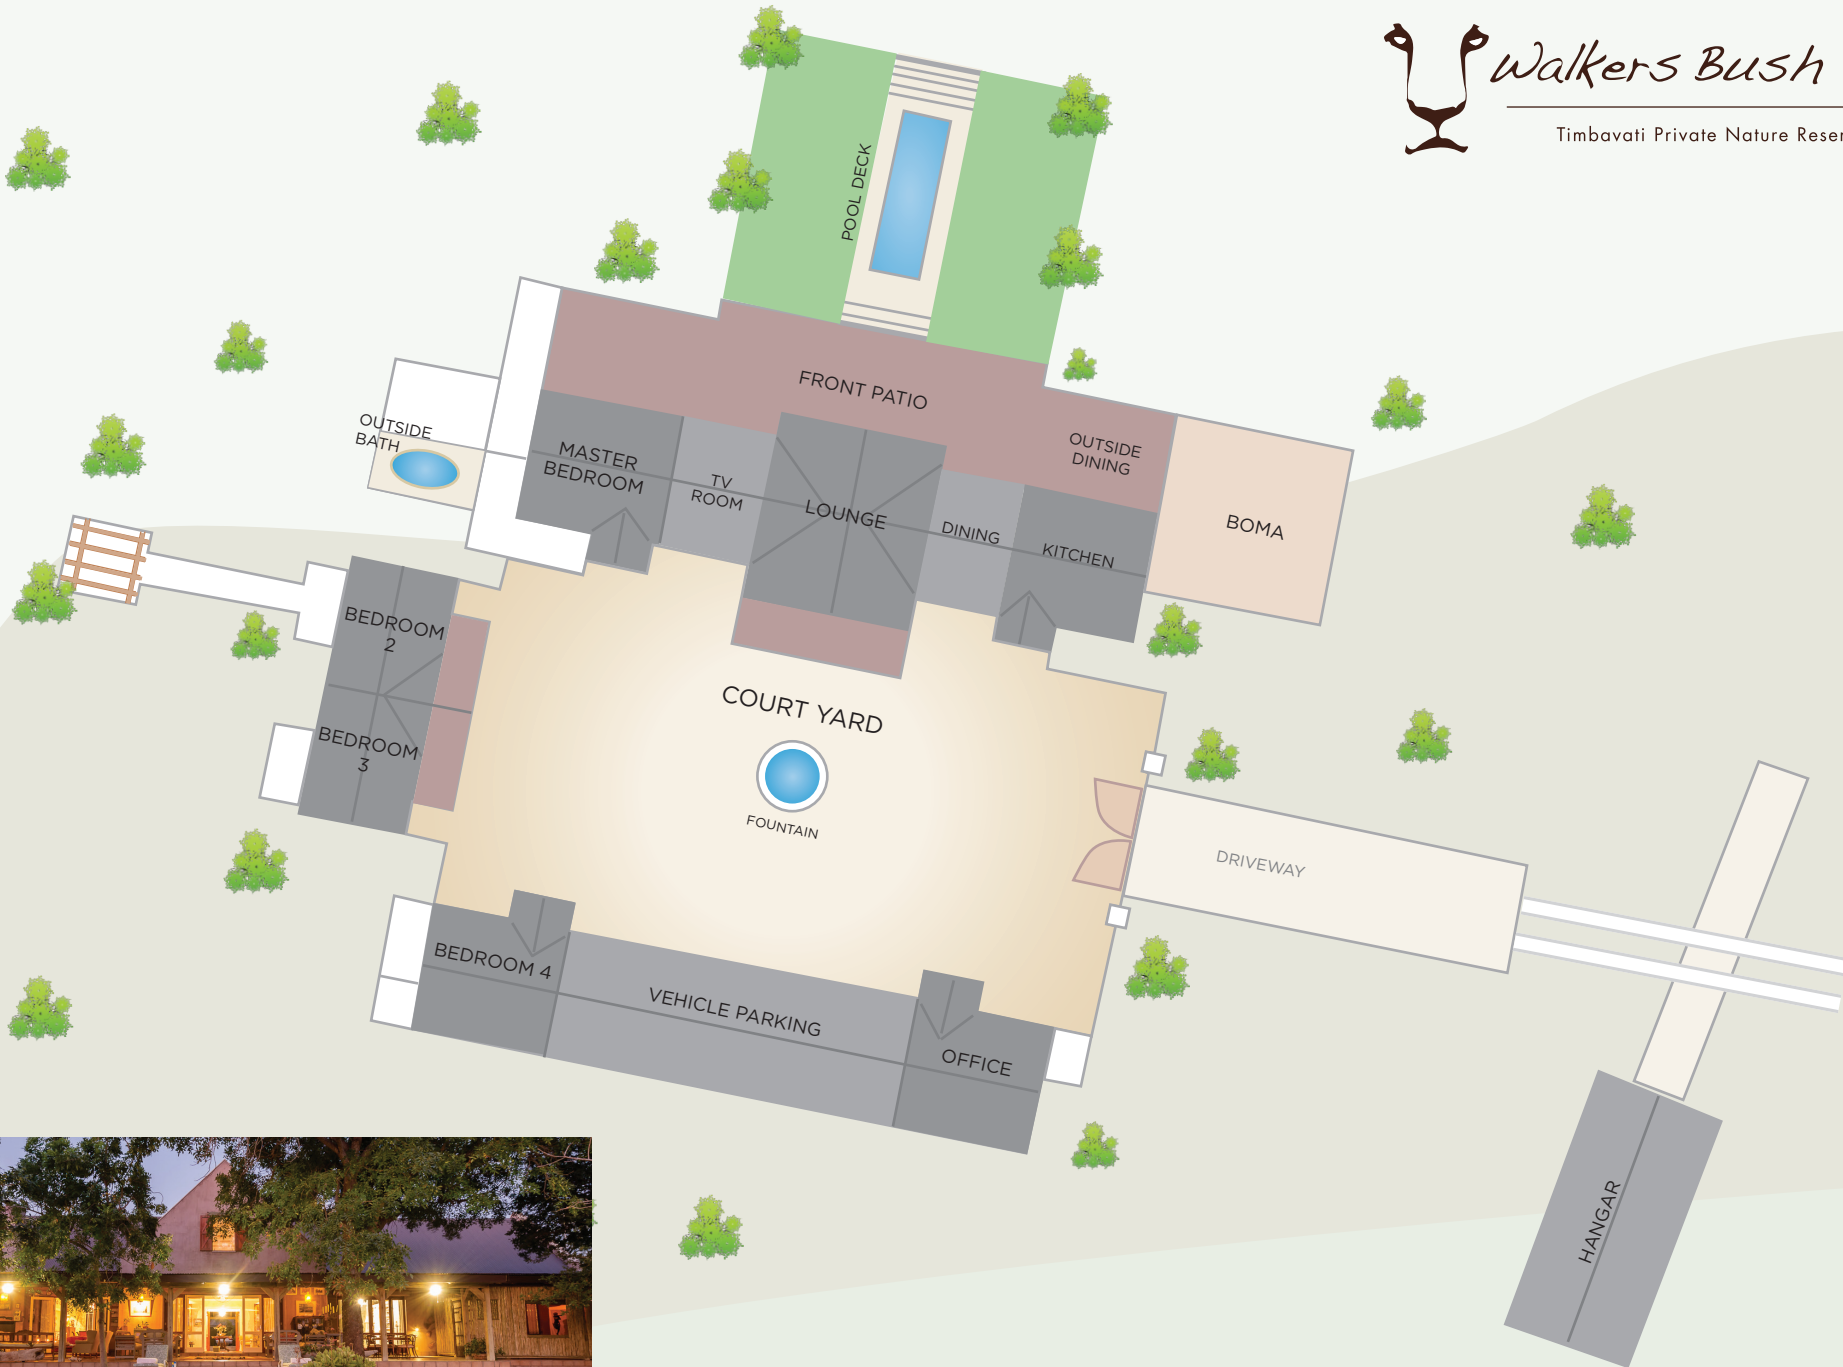 Walkers Bush
Timbavati Private Nature Reser
POOL DECK
FRONT PATIO
OUTSIDE
BATH
MASTER
BEDROOM
TV
ROOM
LOUNGE
DINING
KITCHEN
OUTSIDE
DINING
BOMA
BEDROOM
2
BEDROOM
3
COURT YARD
FOUNTAIN
DRIVEWAY
BEDROOM 4
VEHICLE PARKING
OFFICE
HANGAR